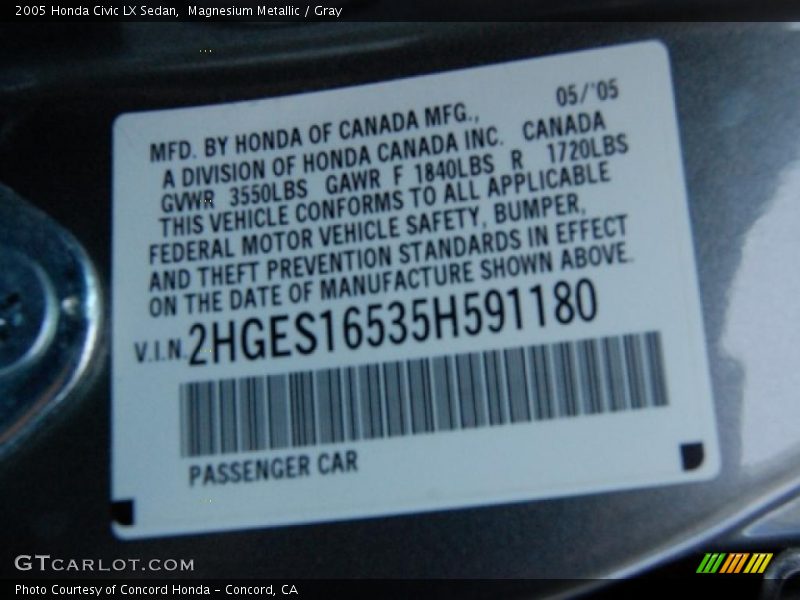 2005 Honda Civic LX Sedan,  Magnesium Metallic / Gray
05/'05
MFD. BY HONDA OF CANADA MFG.,
A DIVISION OF HONDA CANADA INC. CANADA
GVWR 3550LBS GAWR F 1840LBS R 1720LBS
THIS VEHICLE CONFORMS TO ALL APPLICABLE
FEDERAL MOTOR VEHICLE SAFETY, BUMPER,
AND THEFT PREVENTION STANDARDS IN EFFECT
ON THE DATE OF MANUFACTURE SHOWN ABOVE.
V.I.N. 2HGES16535H591180
PASSENGER CAR
GTCARLOT.COM
Photo Courtesy of Concord Honda - Concord, CA